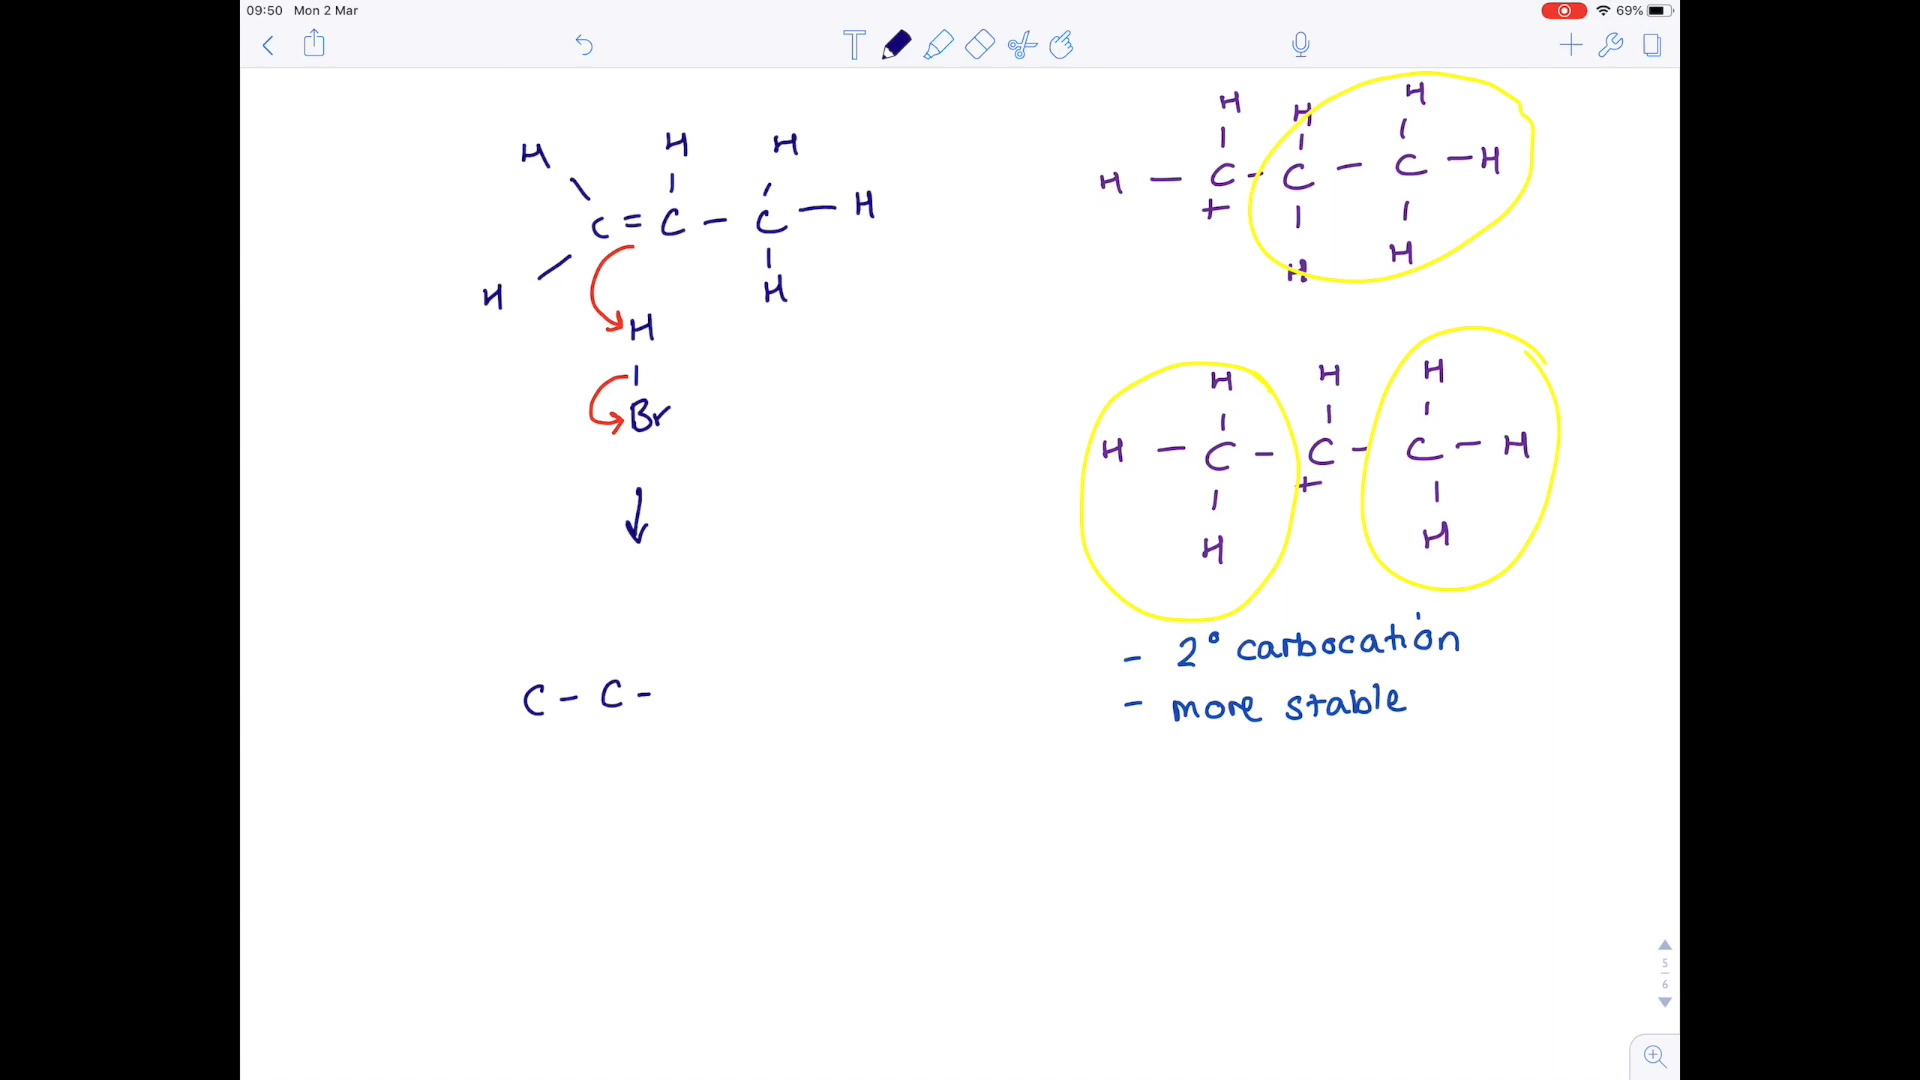 09:50 Mon 2 Mar
69%
T
H H H
C = C - C - H
H H
H
Br
C - C -
H H H
H - C - C - C - H
+
H H
H H H
H - C - C - C - H
+
H H
- 2° carbocation
- more stable
5
6